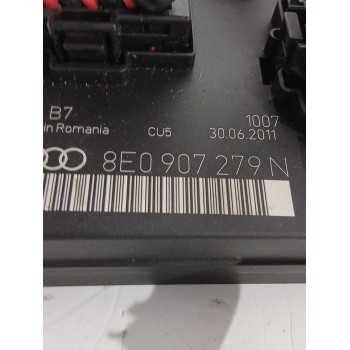 B7 1007
in Romania CU5 30.06.2011
8E0 907 279 N